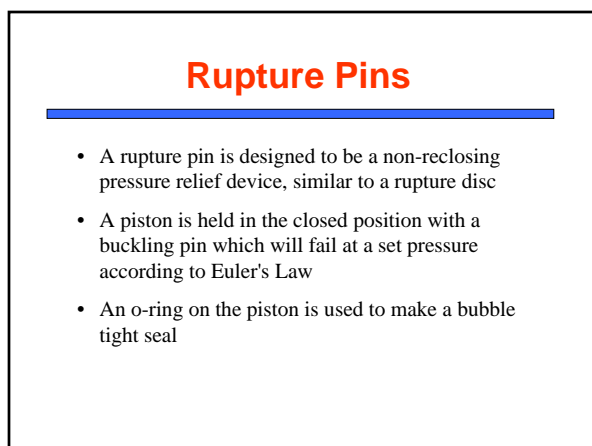 Rupture Pins
• A rupture pin is designed to be a non-reclosing
pressure relief device, similar to a rupture disc
• A piston is held in the closed position with a
buckling pin which will fail at a set pressure
according to Euler's Law
• An o-ring on the piston is used to make a bubble
tight seal